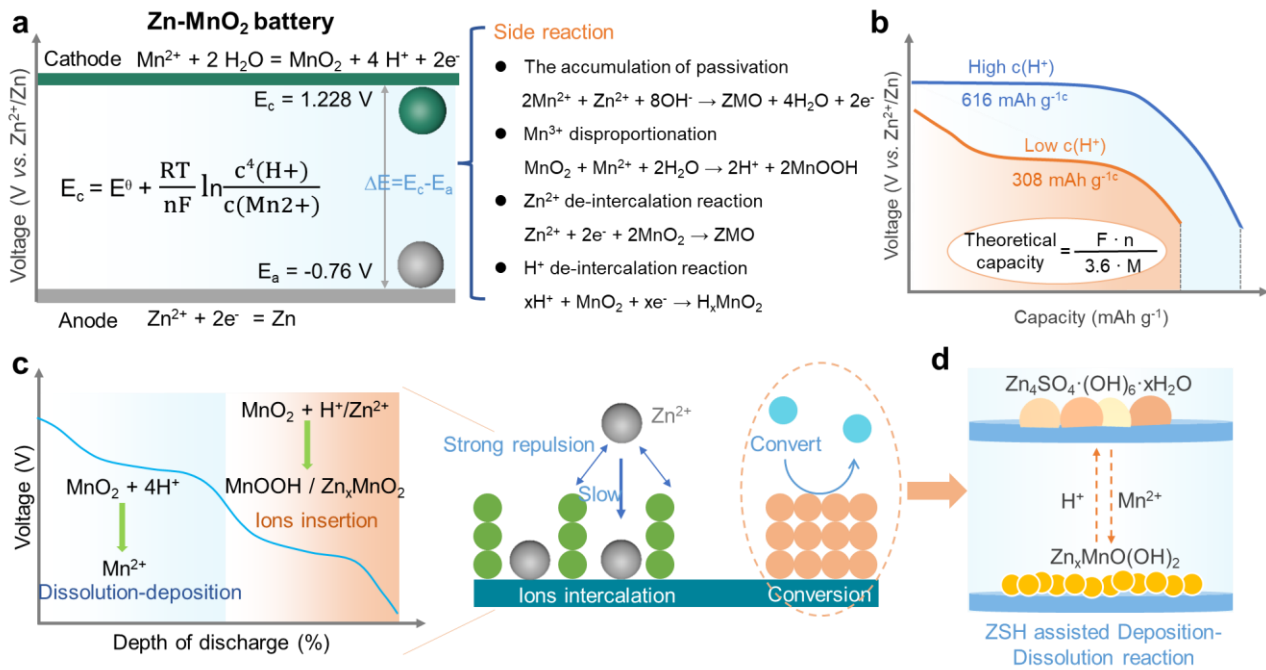 a
Zn-MnO₂ battery
Voltage (V vs. Zn²⁺/Zn)
Cathode Mn²⁺ + 2 H₂O = MnO₂ + 4 H⁺ + 2e⁻
E_c = 1.228 V
E_c = E^θ + RT/nF ln c⁴(H+)/c(Mn2+)
ΔE=E_c-E_a
E_a = -0.76 V
Anode Zn²⁺ + 2e⁻ = Zn
Side reaction
● The accumulation of passivation
2Mn²⁺ + Zn²⁺ + 8OH⁻ → ZMO + 4H₂O + 2e⁻
● Mn³⁺ disproportionation
MnO₂ + Mn²⁺ + 2H₂O → 2H⁺ + 2MnOOH
● Zn²⁺ de-intercalation reaction
Zn²⁺ + 2e⁻ + 2MnO₂ → ZMO
● H⁺ de-intercalation reaction
xH⁺ + MnO₂ + xe⁻ → HₓMnO₂
b
Voltage (V vs. Zn²⁺/Zn)
High c(H⁺)
616 mAh g⁻¹ᶜ
Low c(H⁺)
308 mAh g⁻¹ᶜ
Theoretical capacity = F · n / 3.6 · M
Capacity (mAh g⁻¹)
c
Voltage (V)
MnO₂ + 4H⁺
Mn²⁺
Dissolution-deposition
MnO₂ + H⁺/Zn²⁺
MnOOH / ZnₓMnO₂
Ions insertion
Depth of discharge (%)
Zn²⁺
Strong repulsion
Slow
Ions intercalation
Convert
Conversion
d
Zn₄SO₄·(OH)₆·xH₂O
H⁺ Mn²⁺
ZnₓMnO(OH)₂
ZSH assisted Deposition-
Dissolution reaction